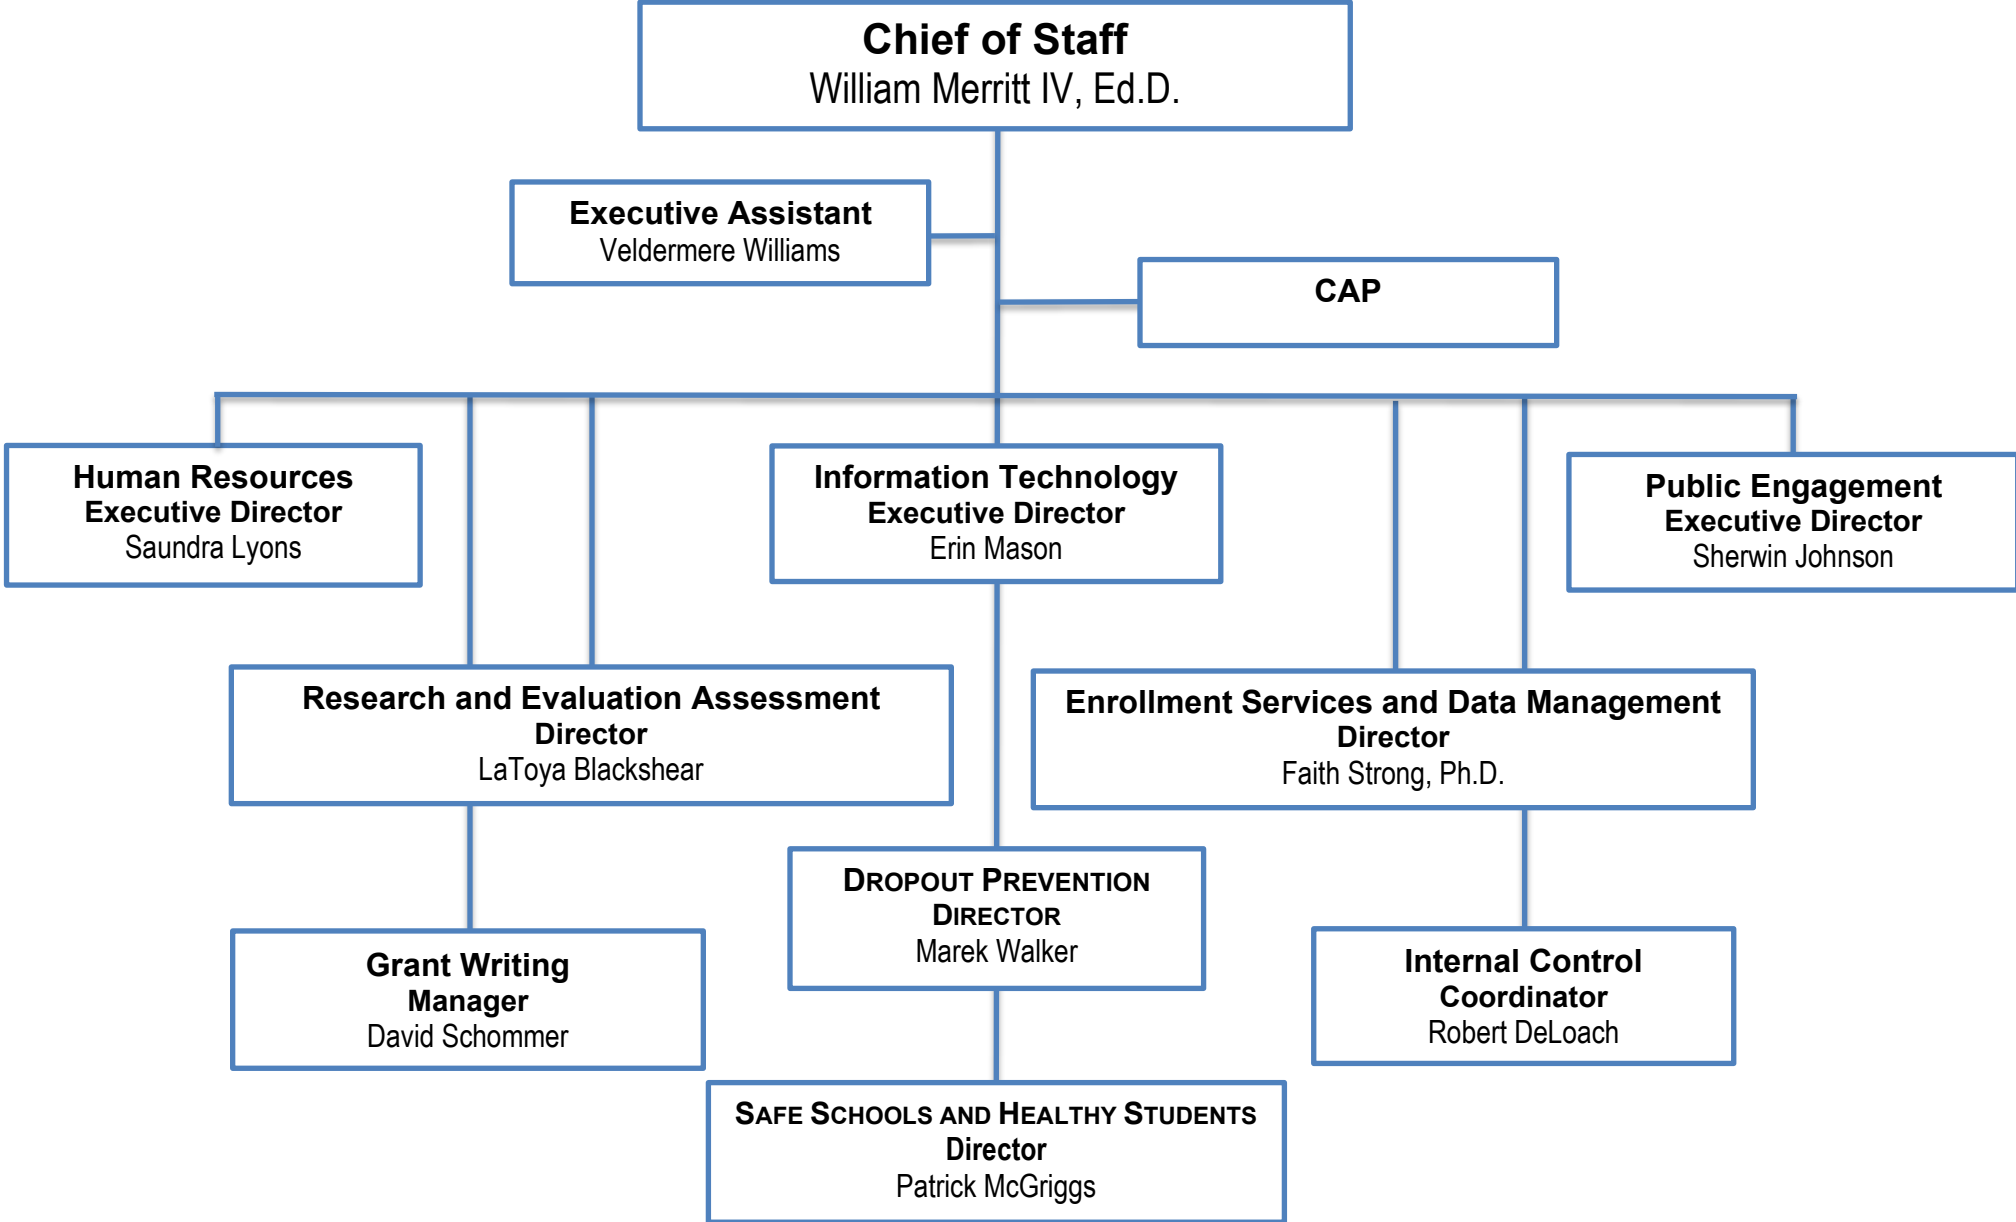 Chief of Staff
William Merritt IV, Ed.D.
Executive Assistant
Veldermere Williams
CAP
Human Resources
Executive Director
Saundra Lyons
Information Technology
Executive Director
Erin Mason
Public Engagement
Executive Director
Sherwin Johnson
Research and Evaluation Assessment
Director
LaToya Blackshear
Enrollment Services and Data Management
Director
Faith Strong, Ph.D.
DROPOUT PREVENTION
DIRECTOR
Marek Walker
Grant Writing
Manager
David Schommer
Internal Control
Coordinator
Robert DeLoach
SAFE SCHOOLS AND HEALTHY STUDENTS
Director
Patrick McGriggs